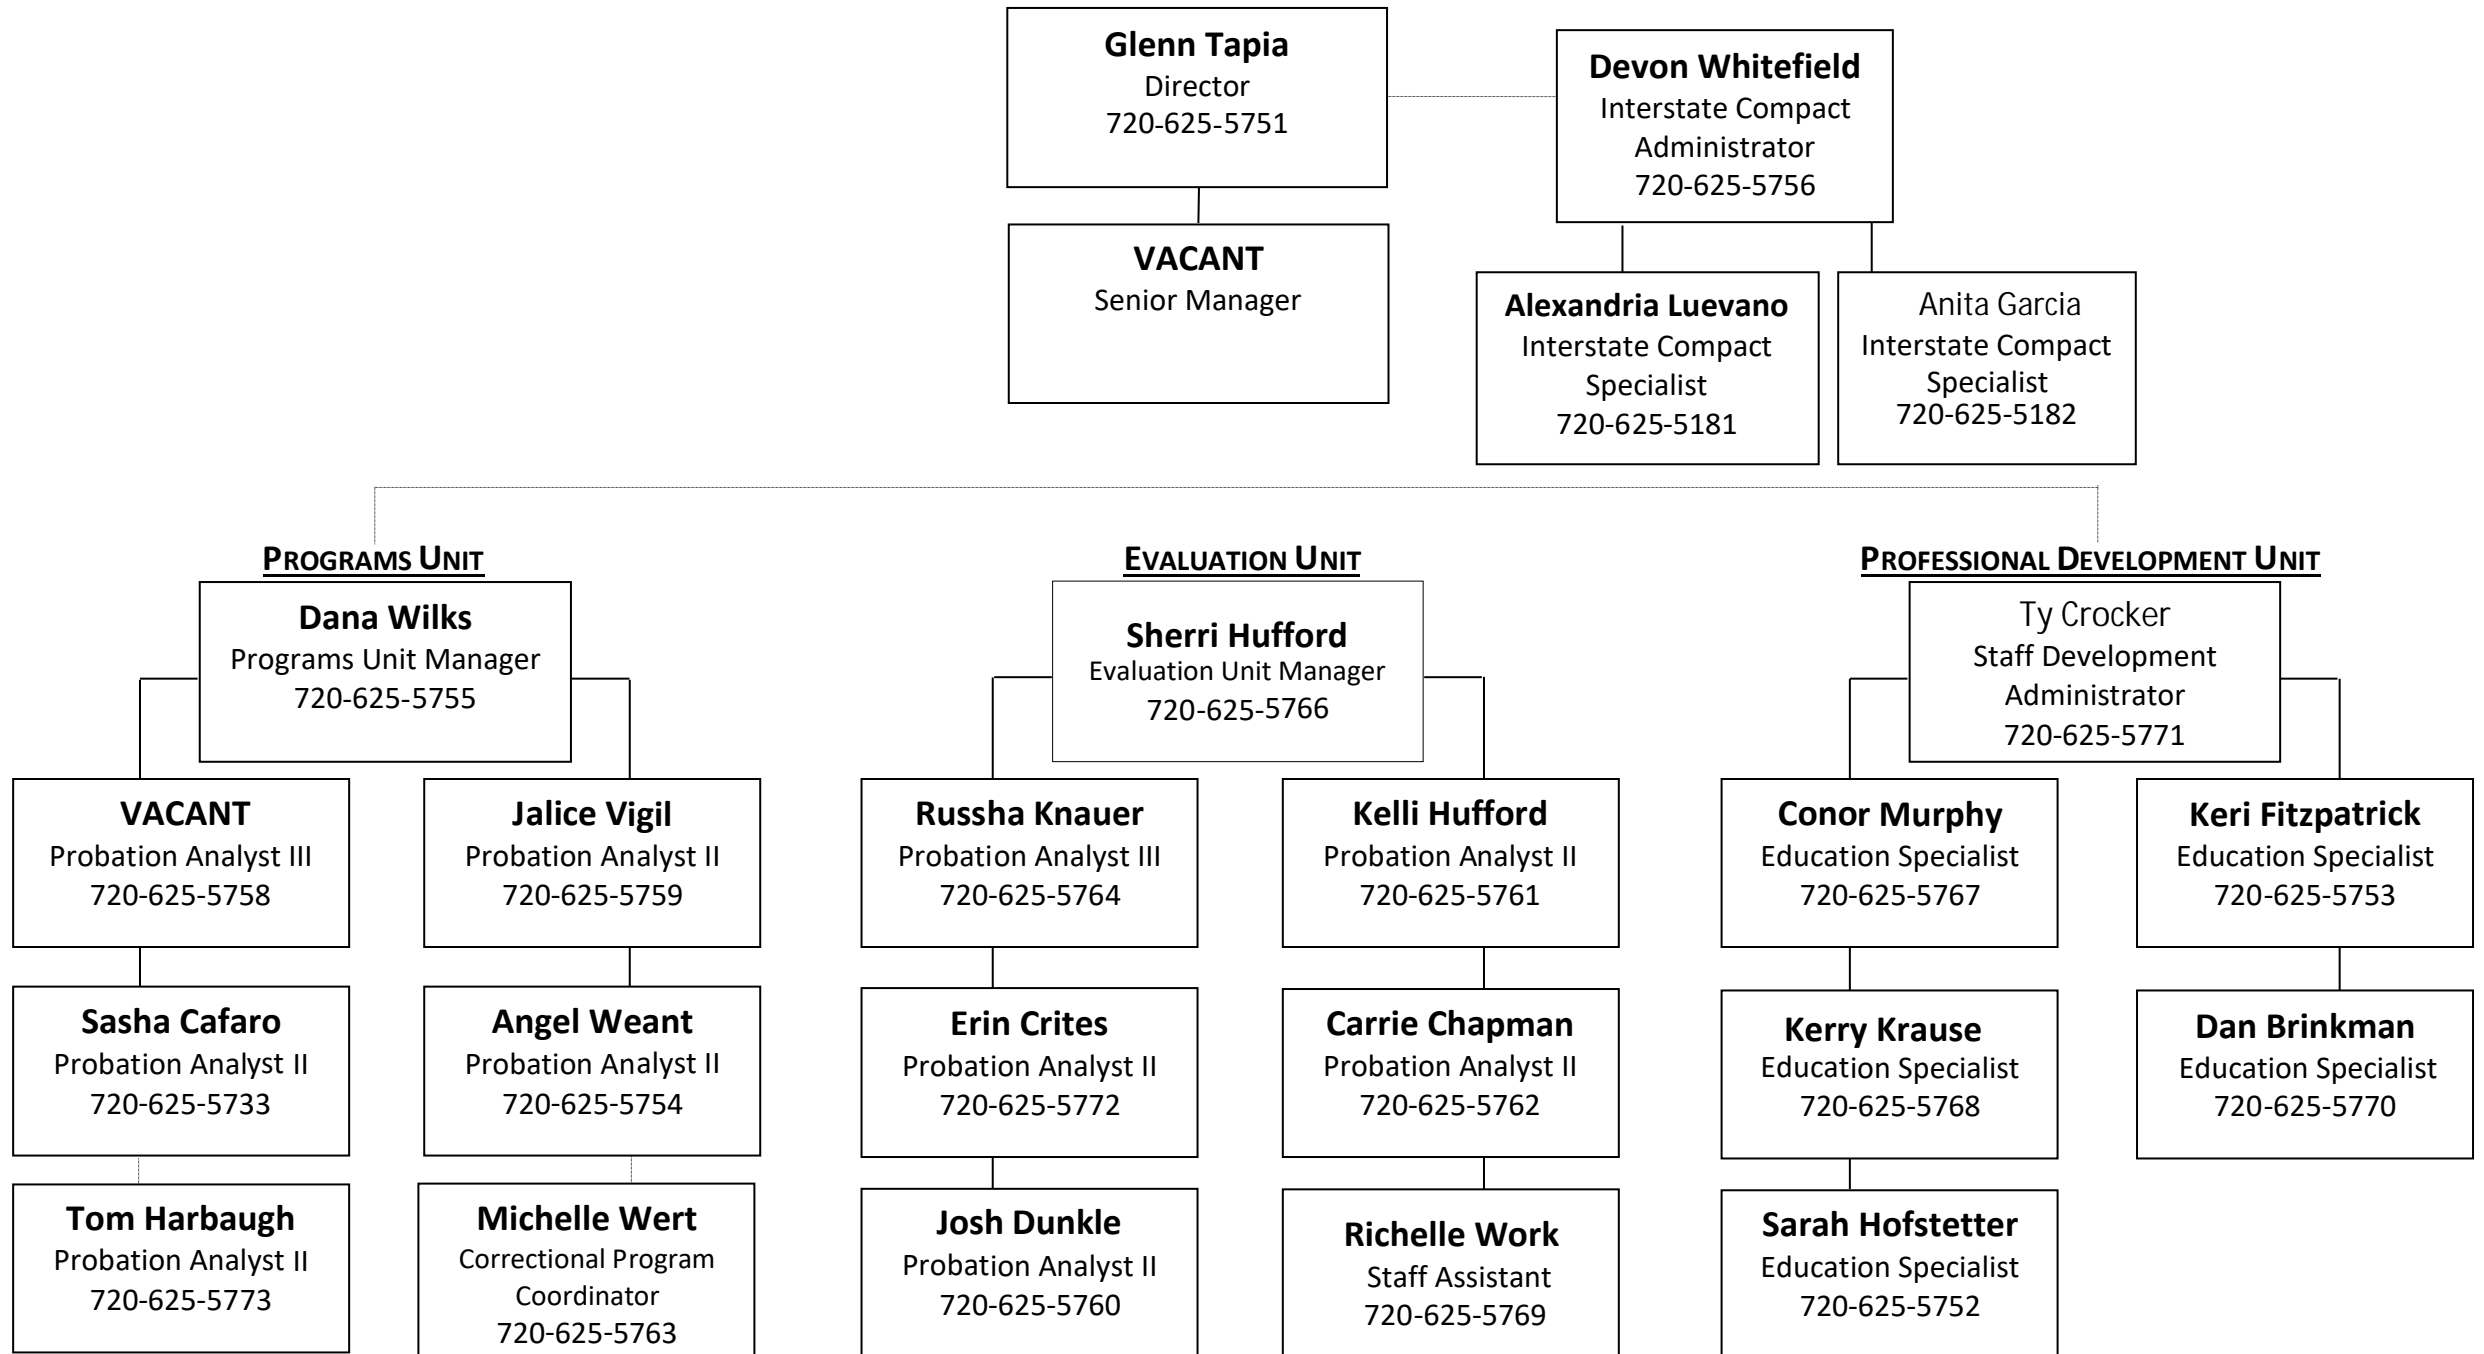 Glenn Tapia
Director
720-625-5751
Devon Whitefield
Interstate Compact
Administrator
720-625-5756
VACANT
Senior Manager
Alexandria Luevano
Interstate Compact
Specialist
720-625-5181
Anita Garcia
Interstate Compact
Specialist
720-625-5182
PROGRAMS UNIT
Dana Wilks
Programs Unit Manager
720-625-5755
VACANT
Probation Analyst III
720-625-5758
Jalice Vigil
Probation Analyst II
720-625-5759
Sasha Cafaro
Probation Analyst II
720-625-5733
Angel Weant
Probation Analyst II
720-625-5754
Tom Harbaugh
Probation Analyst II
720-625-5773
Michelle Wert
Correctional Program
Coordinator
720-625-5763
EVALUATION UNIT
Sherri Hufford
Evaluation Unit Manager
720-625-5766
Russha Knauer
Probation Analyst III
720-625-5764
Kelli Hufford
Probation Analyst II
720-625-5761
Erin Crites
Probation Analyst II
720-625-5772
Carrie Chapman
Probation Analyst II
720-625-5762
Josh Dunkle
Probation Analyst II
720-625-5760
Richelle Work
Staff Assistant
720-625-5769
PROFESSIONAL DEVELOPMENT UNIT
Ty Crocker
Staff Development
Administrator
720-625-5771
Conor Murphy
Education Specialist
720-625-5767
Keri Fitzpatrick
Education Specialist
720-625-5753
Kerry Krause
Education Specialist
720-625-5768
Dan Brinkman
Education Specialist
720-625-5770
Sarah Hofstetter
Education Specialist
720-625-5752